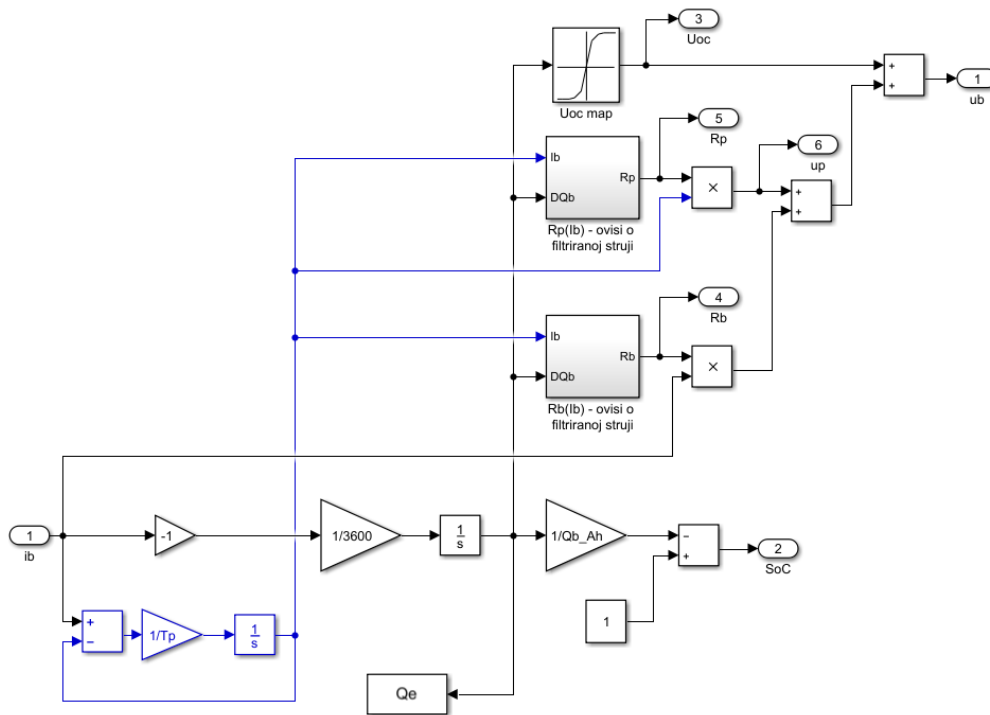 3
Uoc
Uoc map
+
+
1
ub
5
Rp
Ib
Rp
DQb
×
6
up
+
+
Rp(Ib) - ovisi o
filtriranoj struji
4
Rb
Ib
Rb
DQb
×
Rb(Ib) - ovisi o
filtriranoj struji
1
ib
-1
1/3600
1
s
1/Qb_Ah
−
+
2
SoC
1
+
−
1/Tp
1
s
Qe